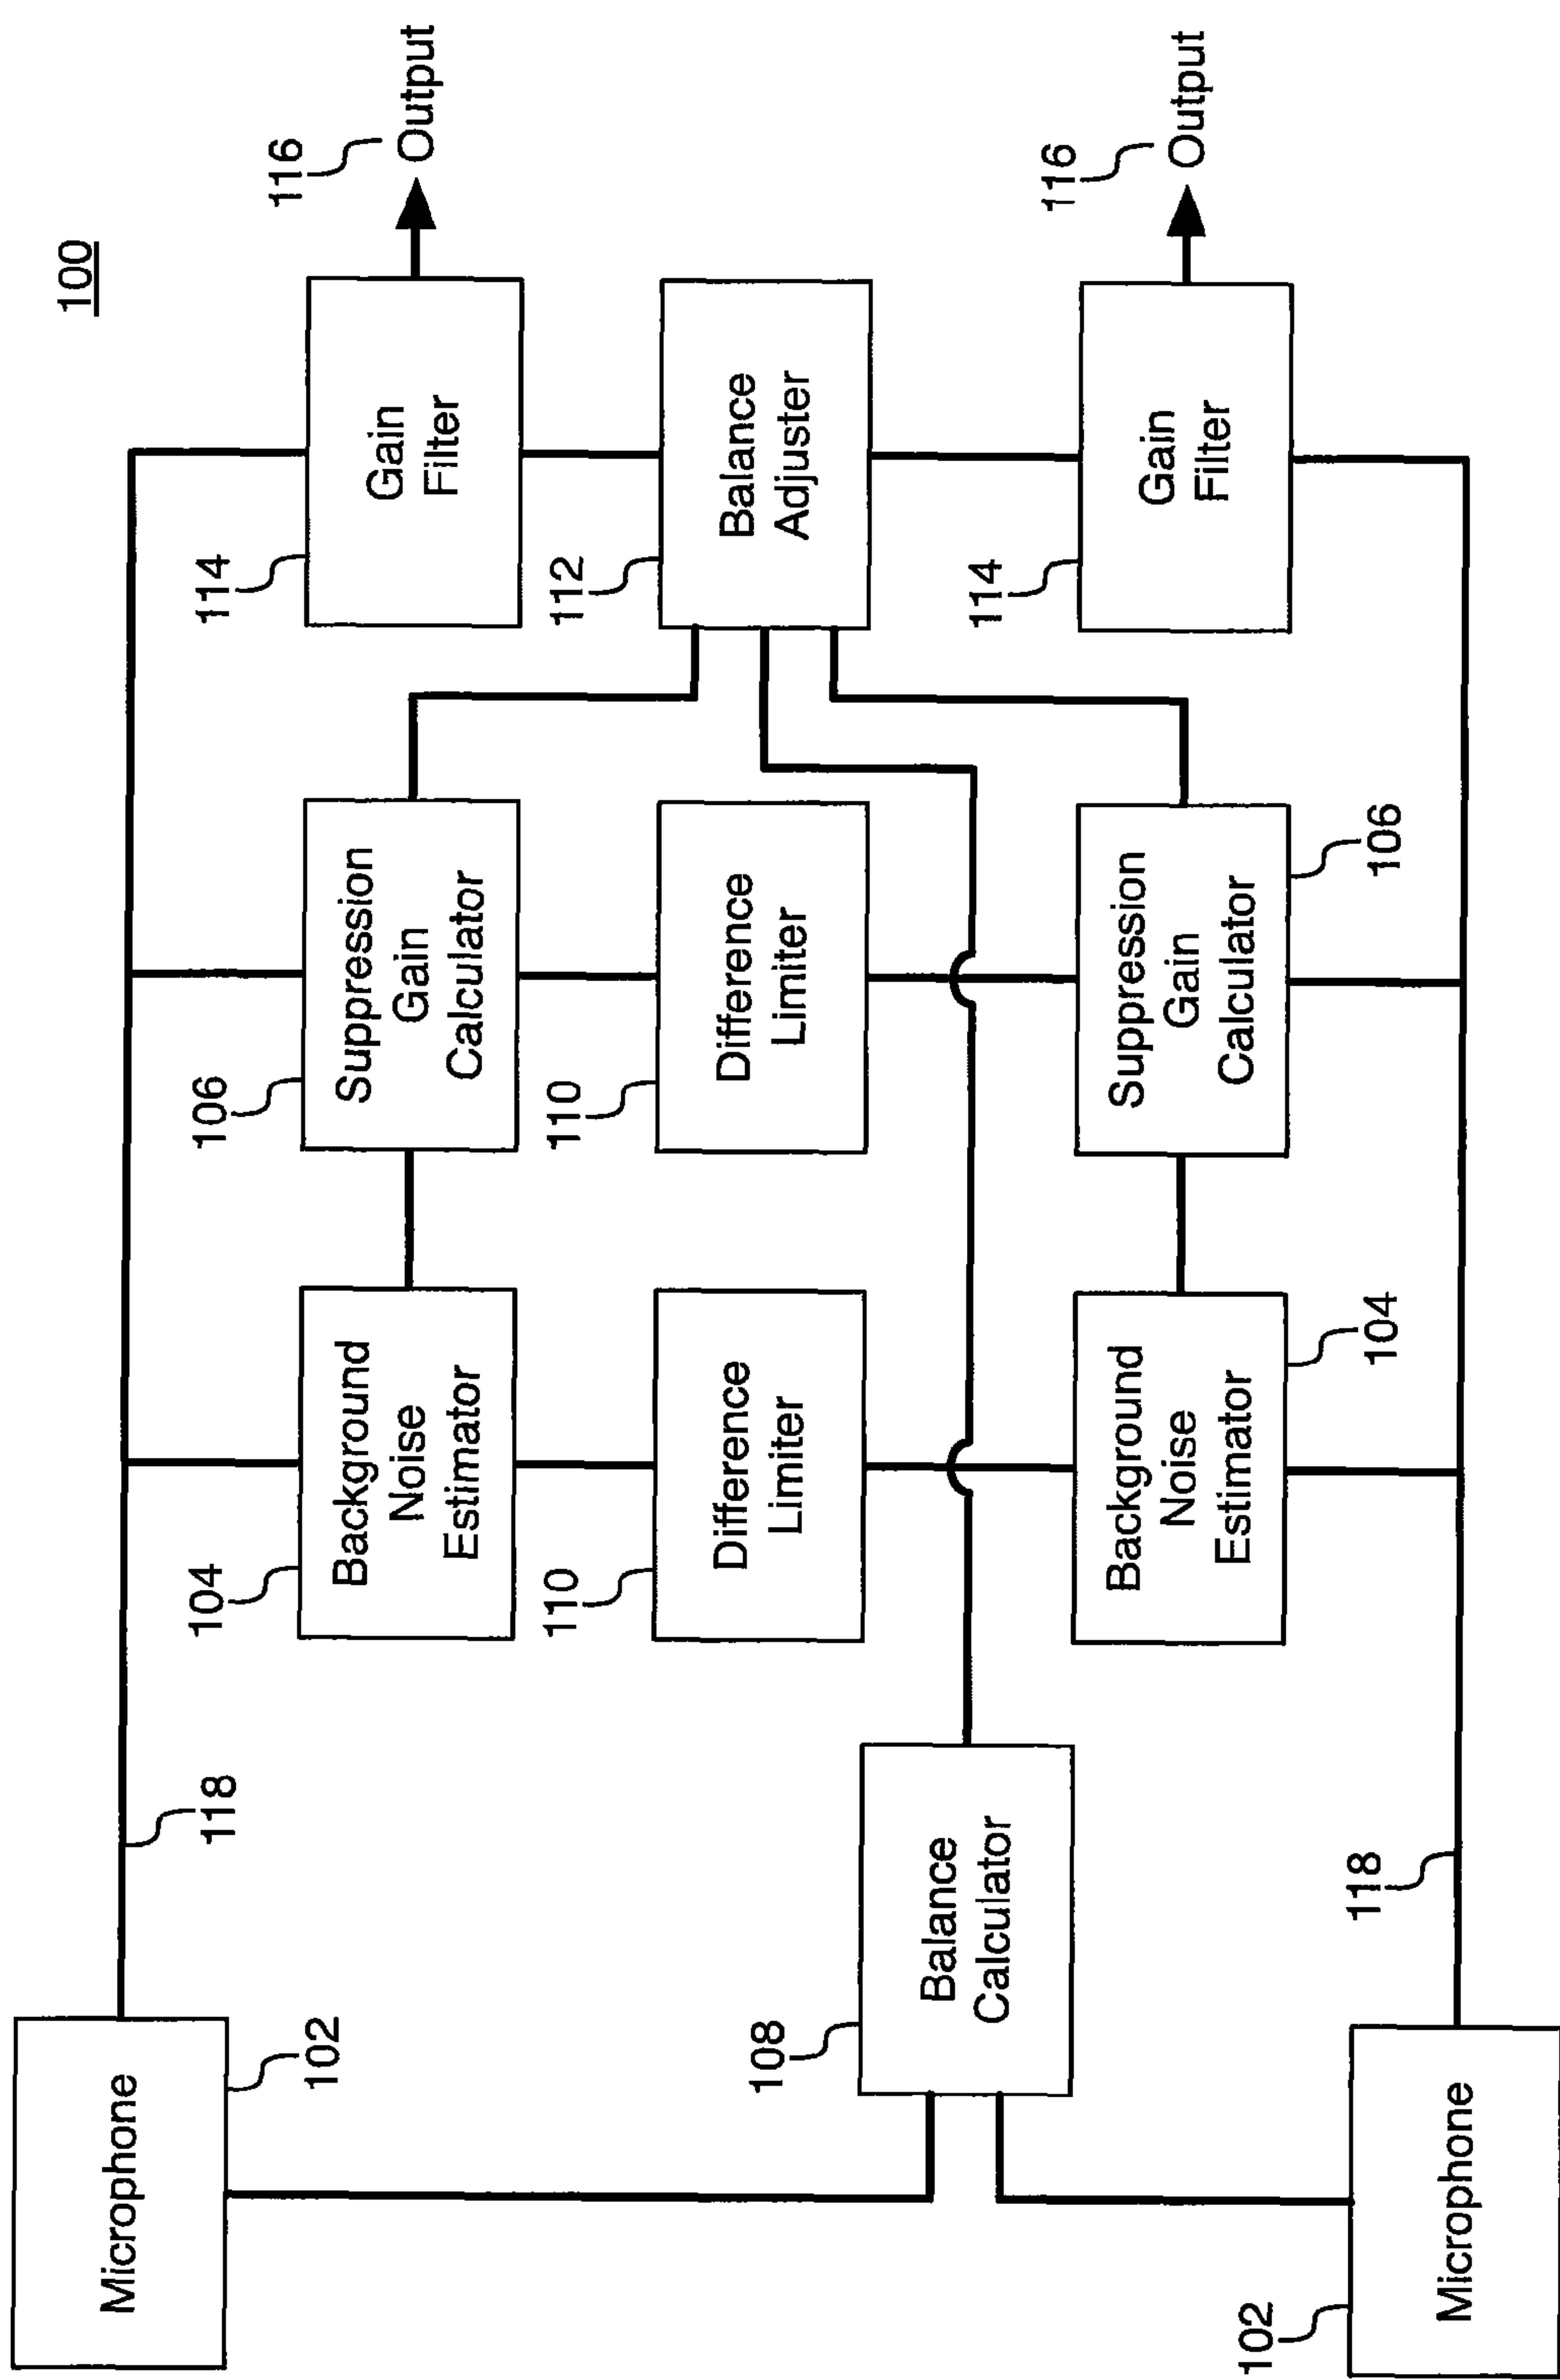 100
Microphone
102
118
104
Background
Noise
Estimator
106
Suppression
Gain
Calculator
114
Gain
Filter
116
Output
110
Difference
Limiter
110
Difference
Limiter
112
Balance
Adjuster
108
Balance
Calculator
Background
Noise
Estimator
104
Suppression
Gain
Calculator
106
114
Gain
Filter
116
Output
118
102
Microphone